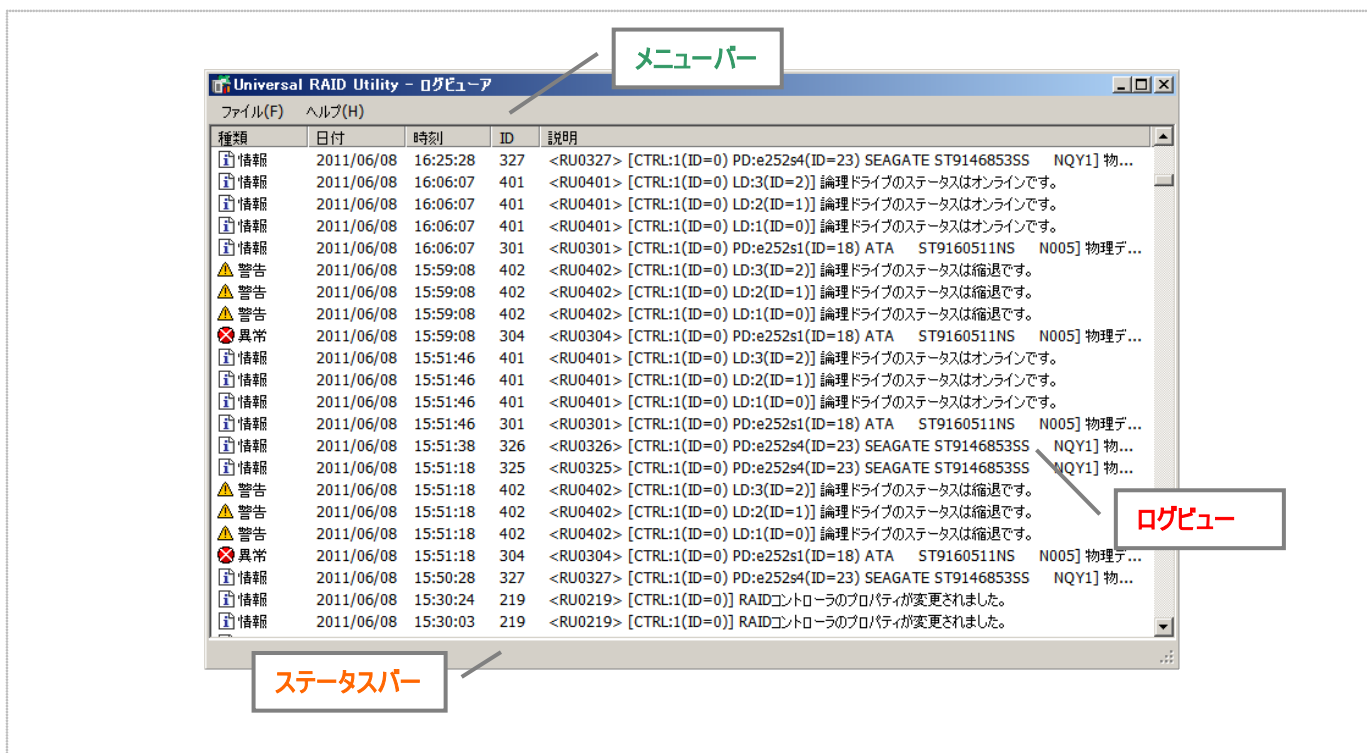 メニューバー
Universal RAID Utility - ログビューア
ファイル(F) ヘルプ(H)
種類 日付 時刻 ID 説明
情報 2011/06/08 16:25:28 327 <RU0327> [CTRL:1(ID=0) PD:e252s4(ID=23) SEAGATE ST9146853SS NQY1] 物...
情報 2011/06/08 16:06:07 401 <RU0401> [CTRL:1(ID=0) LD:3(ID=2)] 論理ドライブのステータスはオンラインです。
情報 2011/06/08 16:06:07 401 <RU0401> [CTRL:1(ID=0) LD:2(ID=1)] 論理ドライブのステータスはオンラインです。
情報 2011/06/08 16:06:07 401 <RU0401> [CTRL:1(ID=0) LD:1(ID=0)] 論理ドライブのステータスはオンラインです。
情報 2011/06/08 16:06:07 301 <RU0301> [CTRL:1(ID=0) PD:e252s1(ID=18) ATA ST9160511NS N005] 物理デ...
警告 2011/06/08 15:59:08 402 <RU0402> [CTRL:1(ID=0) LD:3(ID=2)] 論理ドライブのステータスは縮退です。
警告 2011/06/08 15:59:08 402 <RU0402> [CTRL:1(ID=0) LD:2(ID=1)] 論理ドライブのステータスは縮退です。
警告 2011/06/08 15:59:08 402 <RU0402> [CTRL:1(ID=0) LD:1(ID=0)] 論理ドライブのステータスは縮退です。
異常 2011/06/08 15:59:08 304 <RU0304> [CTRL:1(ID=0) PD:e252s1(ID=18) ATA ST9160511NS N005] 物理デ...
情報 2011/06/08 15:51:46 401 <RU0401> [CTRL:1(ID=0) LD:3(ID=2)] 論理ドライブのステータスはオンラインです。
情報 2011/06/08 15:51:46 401 <RU0401> [CTRL:1(ID=0) LD:2(ID=1)] 論理ドライブのステータスはオンラインです。
情報 2011/06/08 15:51:46 401 <RU0401> [CTRL:1(ID=0) LD:1(ID=0)] 論理ドライブのステータスはオンラインです。
情報 2011/06/08 15:51:46 301 <RU0301> [CTRL:1(ID=0) PD:e252s1(ID=18) ATA ST9160511NS N005] 物理デ...
情報 2011/06/08 15:51:38 326 <RU0326> [CTRL:1(ID=0) PD:e252s4(ID=23) SEAGATE ST9146853SS NQY1] 物...
情報 2011/06/08 15:51:18 325 <RU0325> [CTRL:1(ID=0) PD:e252s4(ID=23) SEAGATE ST9146853SS NQY1] 物...
警告 2011/06/08 15:51:18 402 <RU0402> [CTRL:1(ID=0) LD:3(ID=2)] 論理ドライブのステータスは縮退です。
警告 2011/06/08 15:51:18 402 <RU0402> [CTRL:1(ID=0) LD:2(ID=1)] 論理ドライブのステータスは縮退です。
警告 2011/06/08 15:51:18 402 <RU0402> [CTRL:1(ID=0) LD:1(ID=0)] 論理ドライブのステータスは縮退です。
異常 2011/06/08 15:51:18 304 <RU0304> [CTRL:1(ID=0) PD:e252s1(ID=18) ATA ST9160511NS N005] 物理デ...
情報 2011/06/08 15:50:28 327 <RU0327> [CTRL:1(ID=0) PD:e252s4(ID=23) SEAGATE ST9146853SS NQY1] 物...
情報 2011/06/08 15:30:24 219 <RU0219> [CTRL:1(ID=0)] RAIDコントローラのプロパティが変更されました。
情報 2011/06/08 15:30:03 219 <RU0219> [CTRL:1(ID=0)] RAIDコントローラのプロパティが変更されました。
ログビュー
ステータスバー